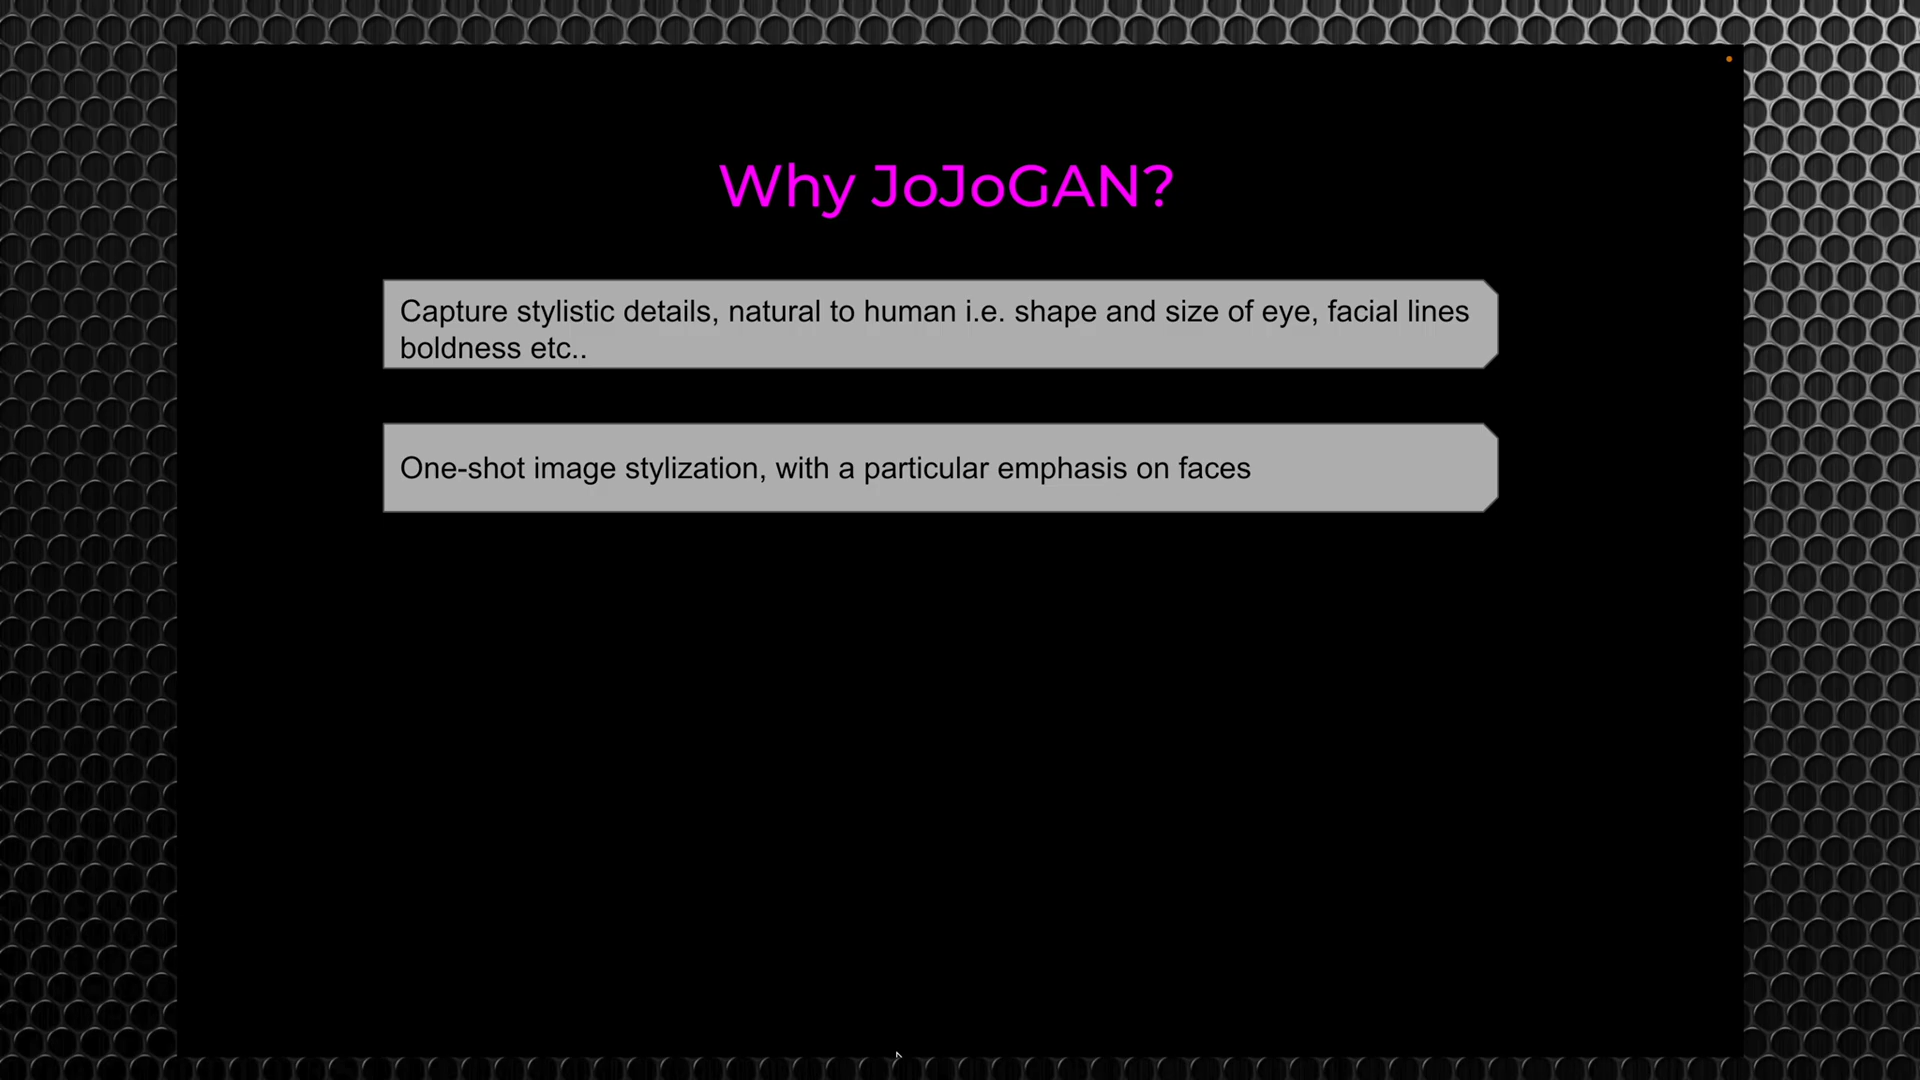 Why JoJoGAN?
Capture stylistic details, natural to human i.e. shape and size of eye, facial lines
boldness etc..
One-shot image stylization, with a particular emphasis on faces